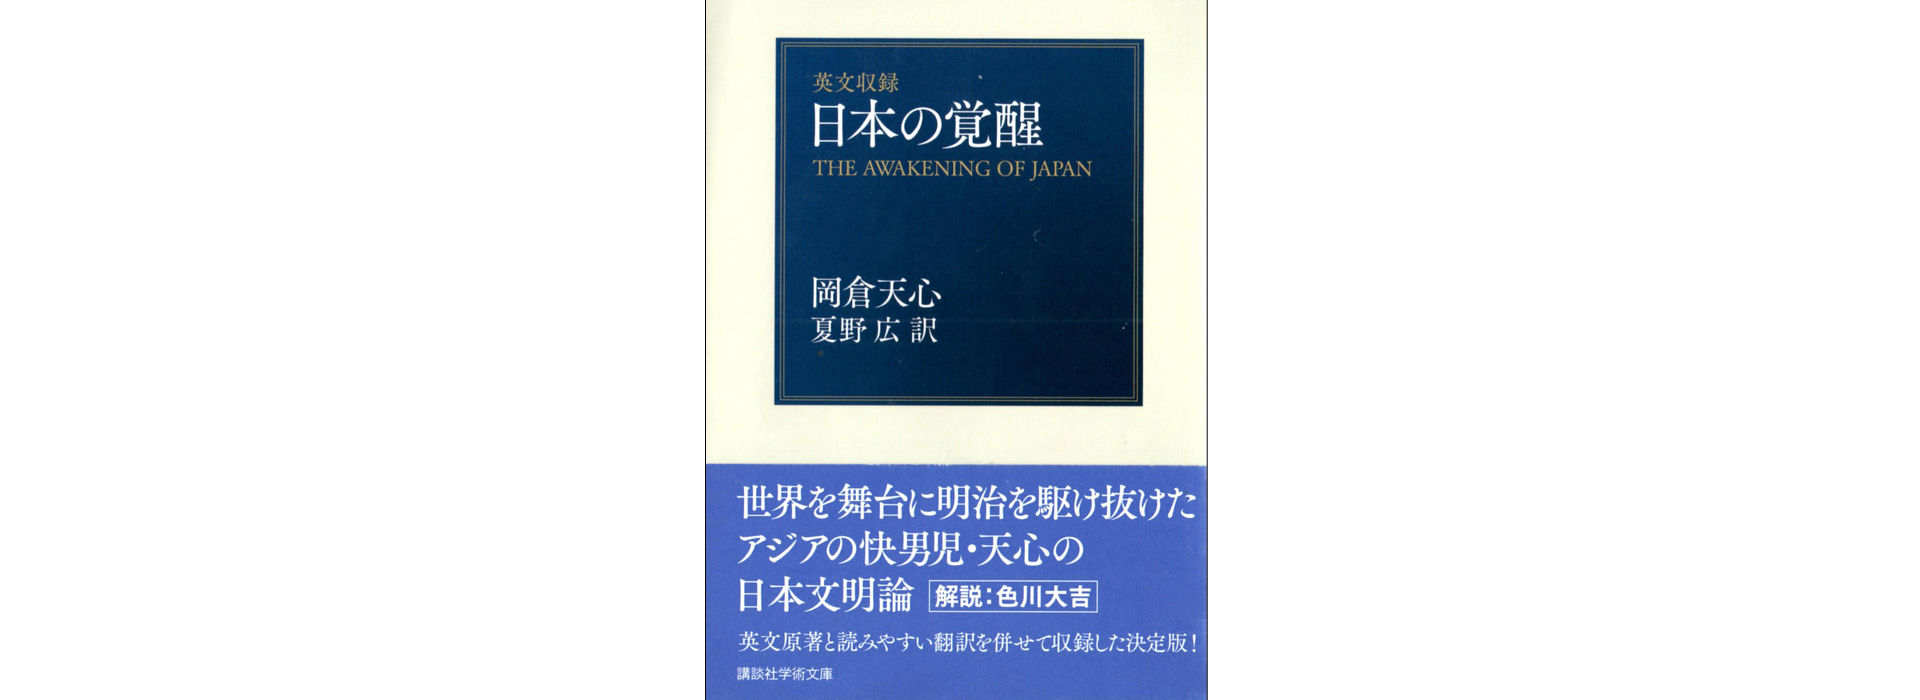 英文収録
日本の覚醒
THE AWAKENING OF JAPAN
岡倉天心
夏野 広 訳
世界を舞台に明治を駆け抜けた
アジアの快男児・天心の
日本文明論 解説:色川大吉
英文原著と読みやすい翻訳を併せて収録した決定版!
講談社学術文庫